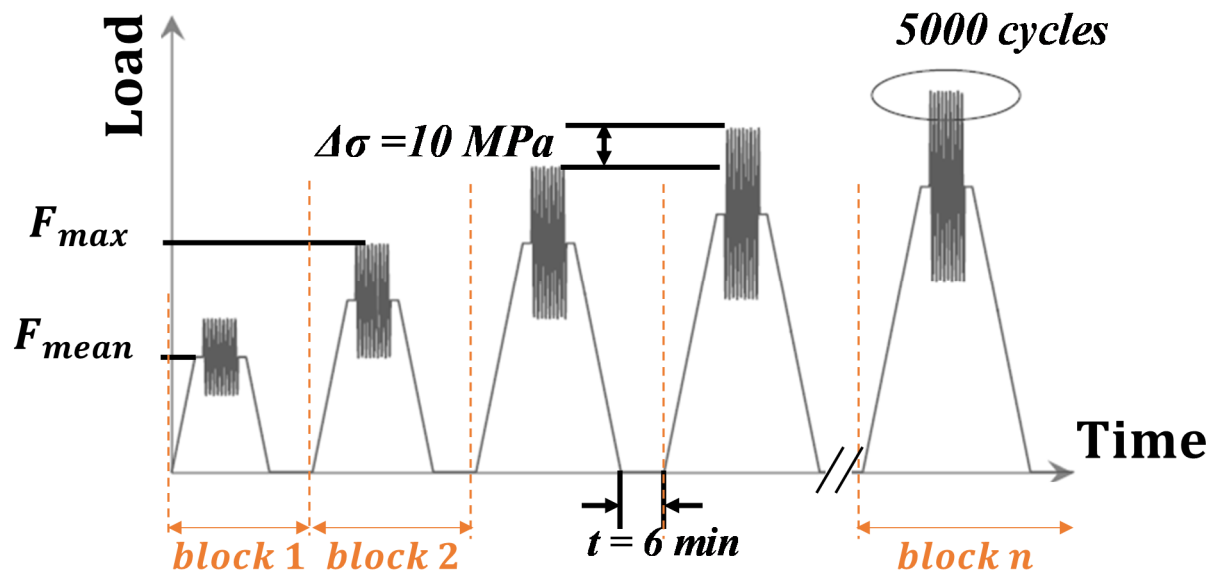 5000 cycles
Load
Δσ =10 MPa
F_max
F_mean
Time
t = 6 min
block 1
block 2
block n